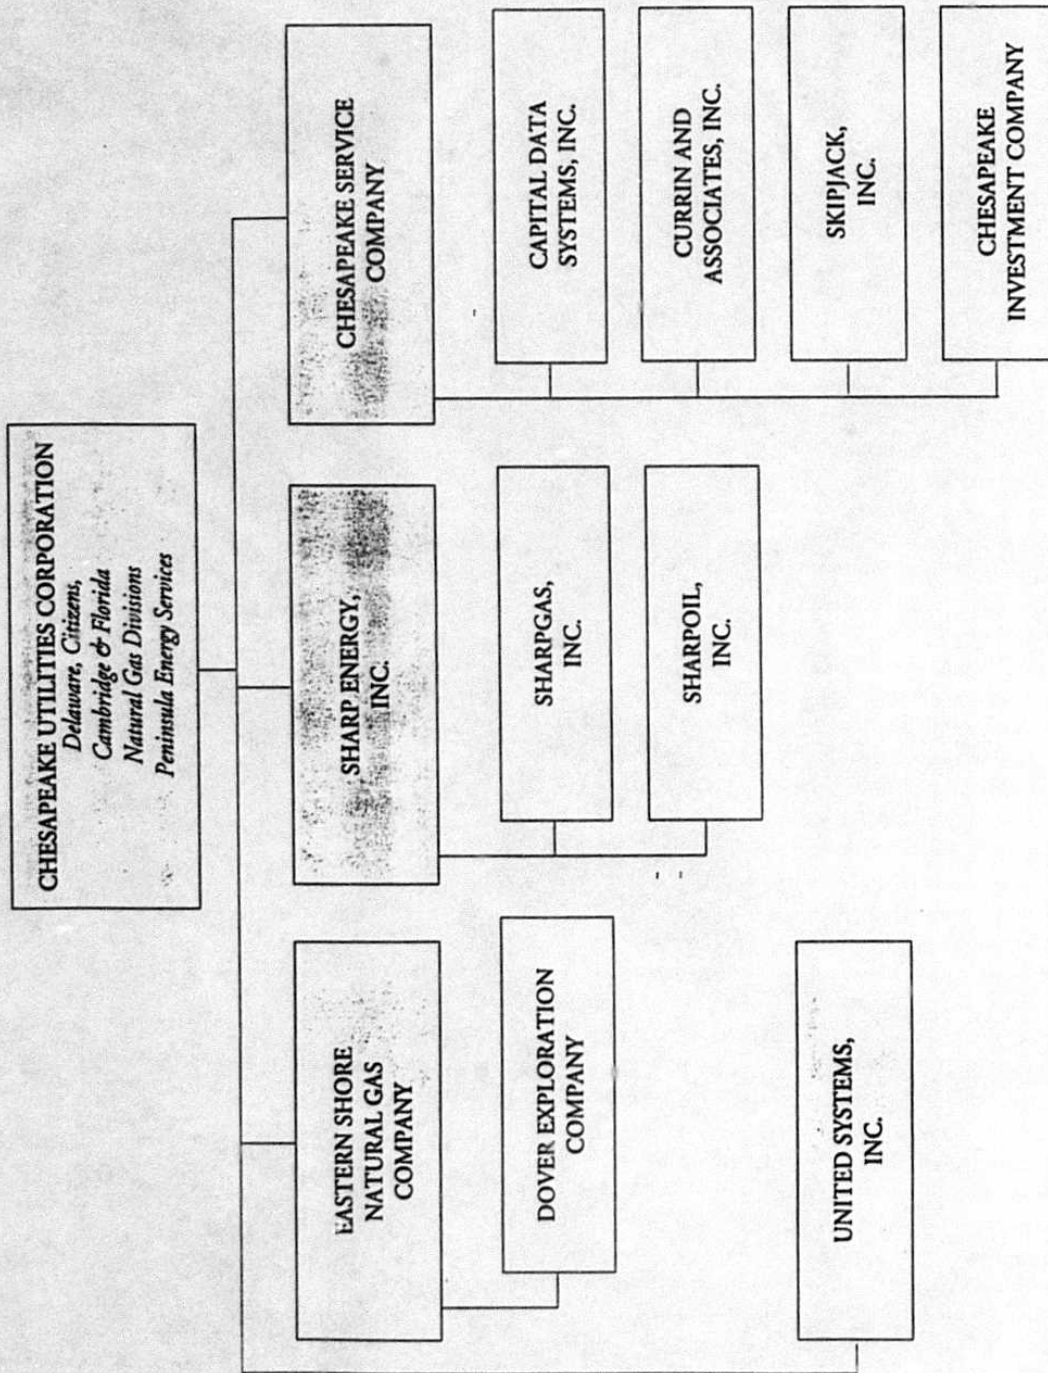 CHESAPEAKE UTILITIES CORPORATION
Delaware, Citizens,
Cambridge & Florida
Natural Gas Divisions
Peninsula Energy Services
EASTERN SHORE
NATURAL GAS
COMPANY
DOVER EXPLORATION
COMPANY
UNITED SYSTEMS,
INC.
SHARP ENERGY,
INC.
SHARPGAS,
INC.
SHARPOIL,
INC.
CHESAPEAKE SERVICE
COMPANY
CAPITAL DATA
SYSTEMS, INC.
CURRIN AND
ASSOCIATES, INC.
SKIPJACK,
INC.
CHESAPEAKE
INVESTMENT COMPANY